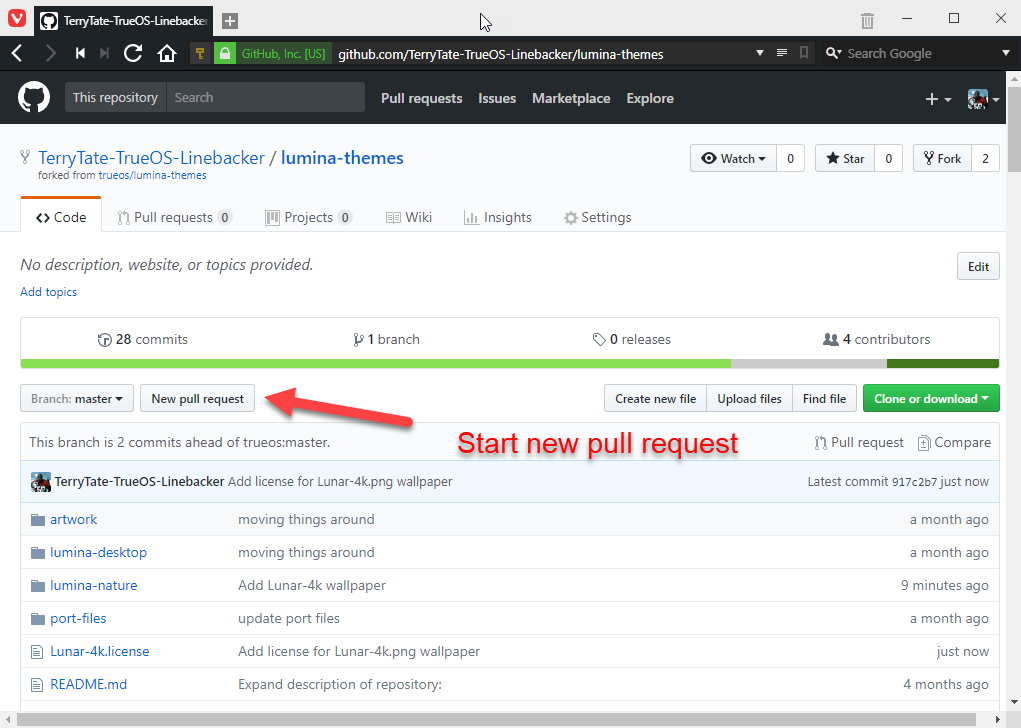 TerryTate-TrueOS-Linebacker
GitHub, Inc. [US] github.com/TerryTate-TrueOS-Linebacker/lumina-themes Search Google
This repository Search Pull requests Issues Marketplace Explore
TerryTate-TrueOS-Linebacker / lumina-themes Watch 0 Star 0 Fork 2
forked from trueos/lumina-themes
Code Pull requests 0 Projects 0 Wiki Insights Settings
No description, website, or topics provided. Edit
Add topics
28 commits 1 branch 0 releases 4 contributors
Branch: master New pull request Create new file Upload files Find file Clone or download
Start new pull request
This branch is 2 commits ahead of trueos:master. Pull request Compare
TerryTate-TrueOS-Linebacker Add license for Lunar-4k.png wallpaper Latest commit 917c2b7 just now
artwork moving things around a month ago
lumina-desktop moving things around a month ago
lumina-nature Add Lunar-4k wallpaper 9 minutes ago
port-files update port files a month ago
Lunar-4k.license Add license for Lunar-4k.png wallpaper just now
README.md Expand description of repository: 4 months ago